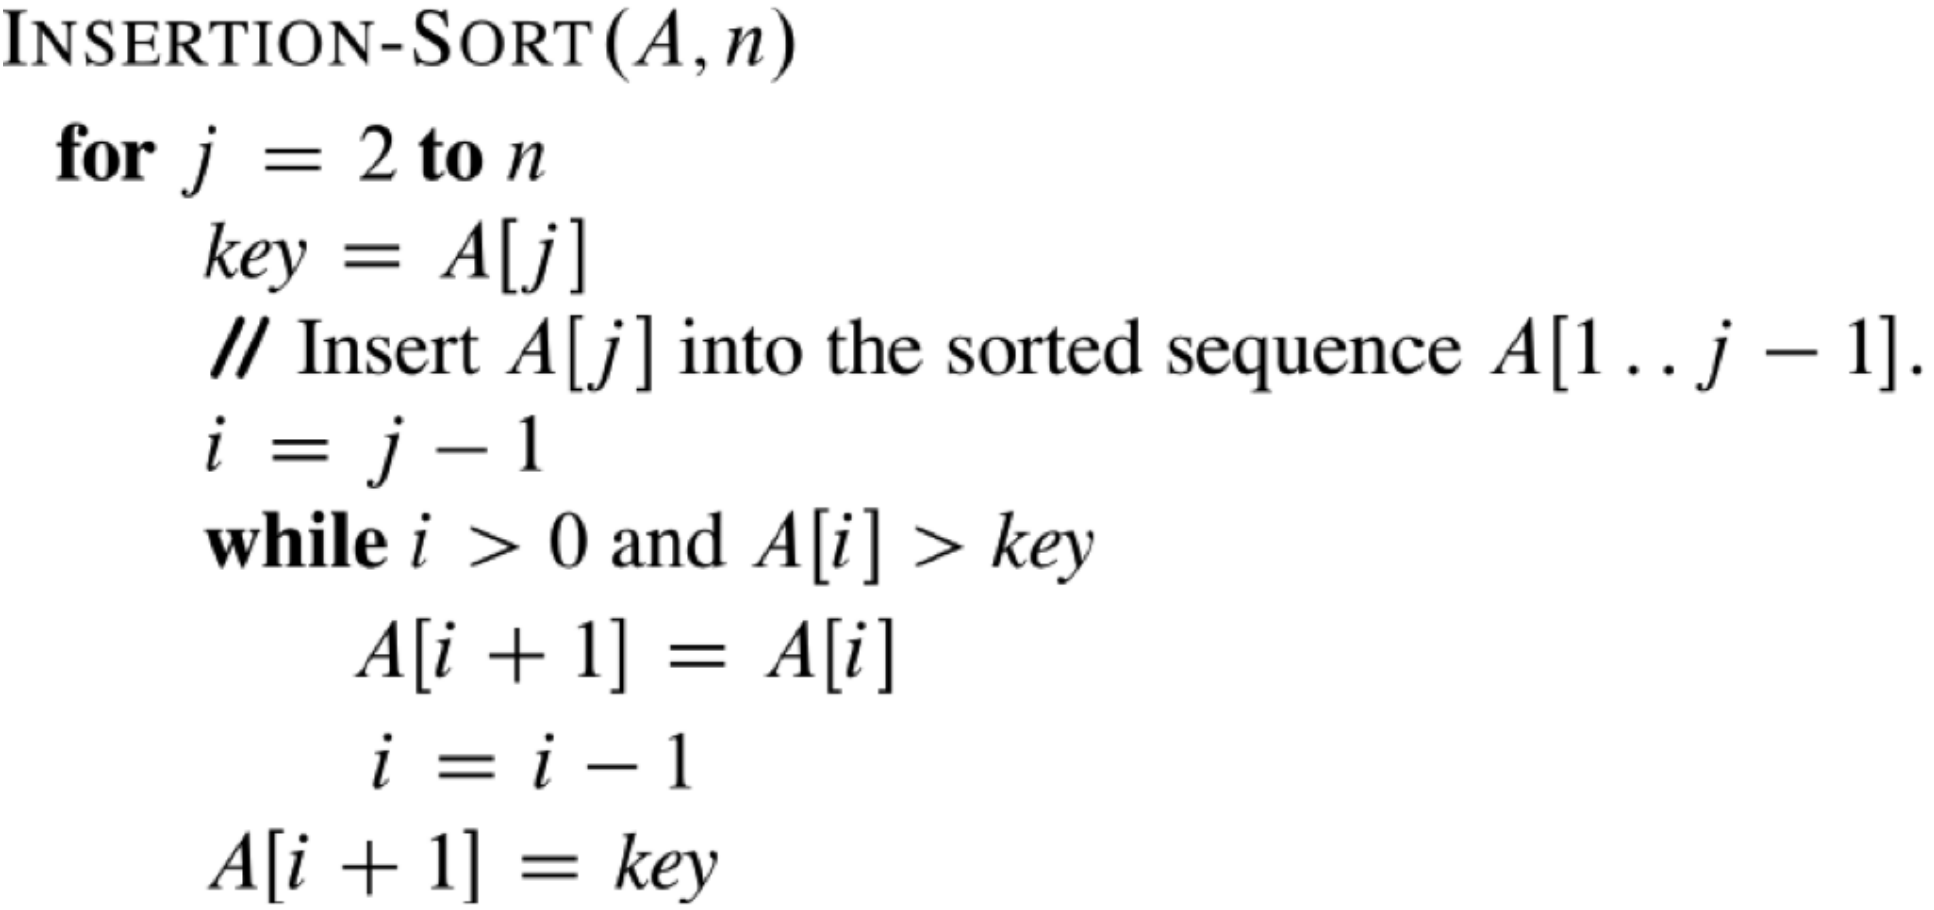 INSERTION-SORT(A, n)
for j = 2 to n
key = A[j]
// Insert A[j] into the sorted sequence A[1 . . j − 1].
i = j − 1
while i > 0 and A[i] > key
A[i + 1] = A[i]
i = i − 1
A[i + 1] = key